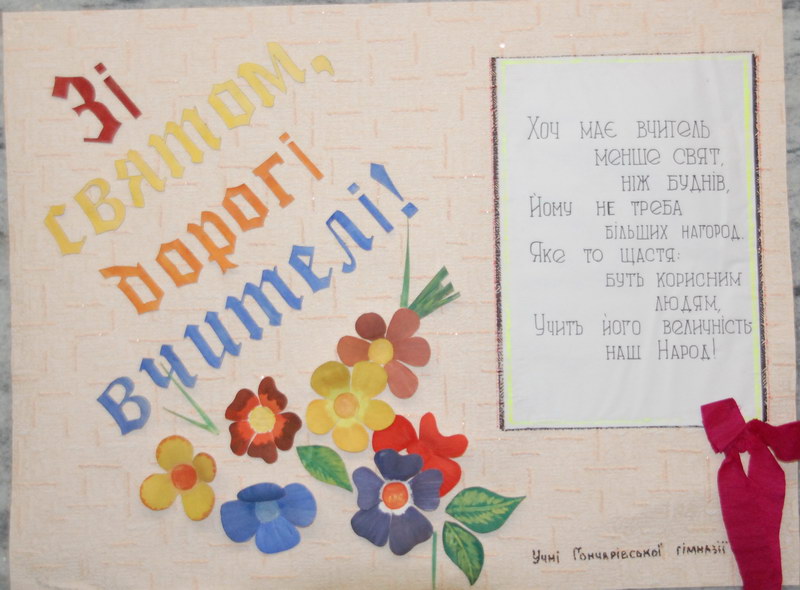 Зі
святом,
дорогі
вчителі!
Хоч має вчитель
менше свят,
ніж буднів,
Йому не треба
більших нагород.
Яке то щастя:
буть корисним
людям,
Учить його величність
наш Народ!
Учні Гончарівської гімназії